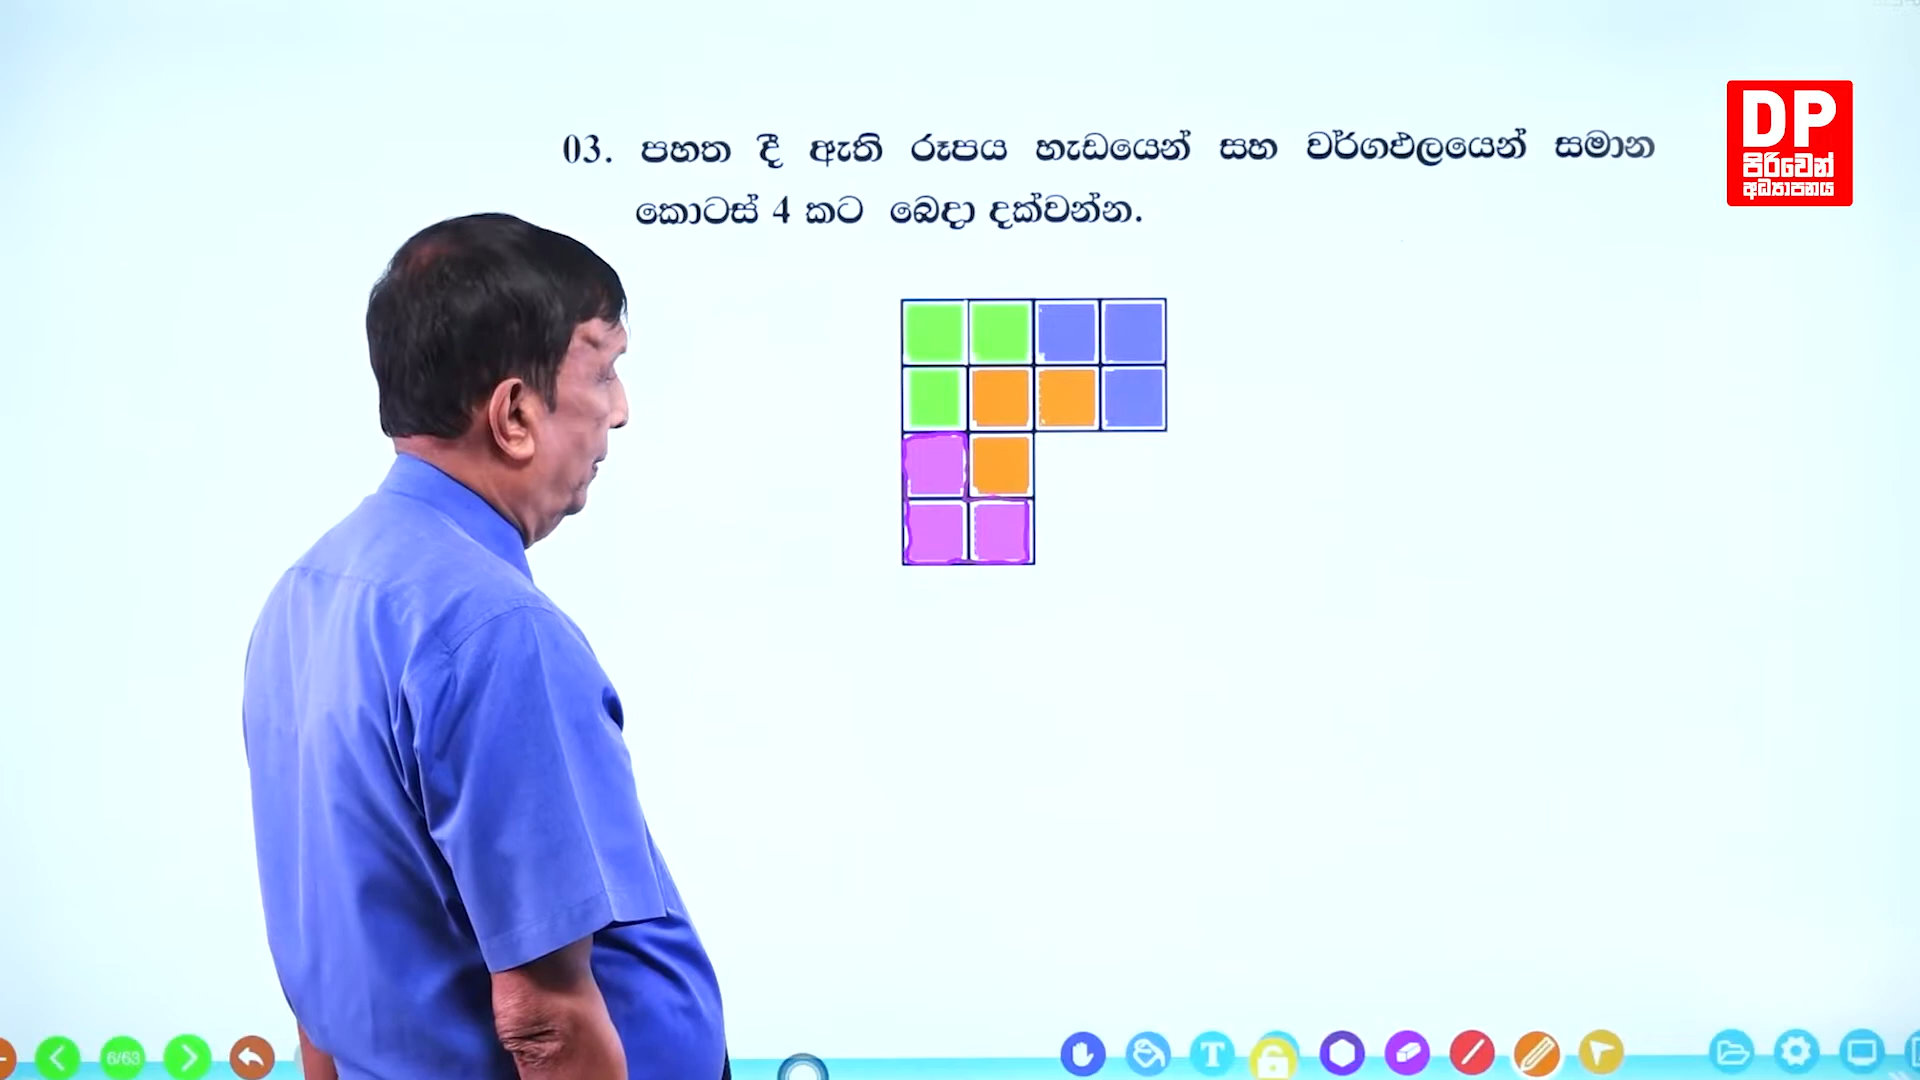 03. පහත දී ඇති රූපය හැඩයෙන් සහ වර්ගඵලයෙන් සමාන
කොටස් 4 කට බෙදා දක්වන්න.
DP
පිරිවෙන්
අධ්‍යාපනය
6/63
T